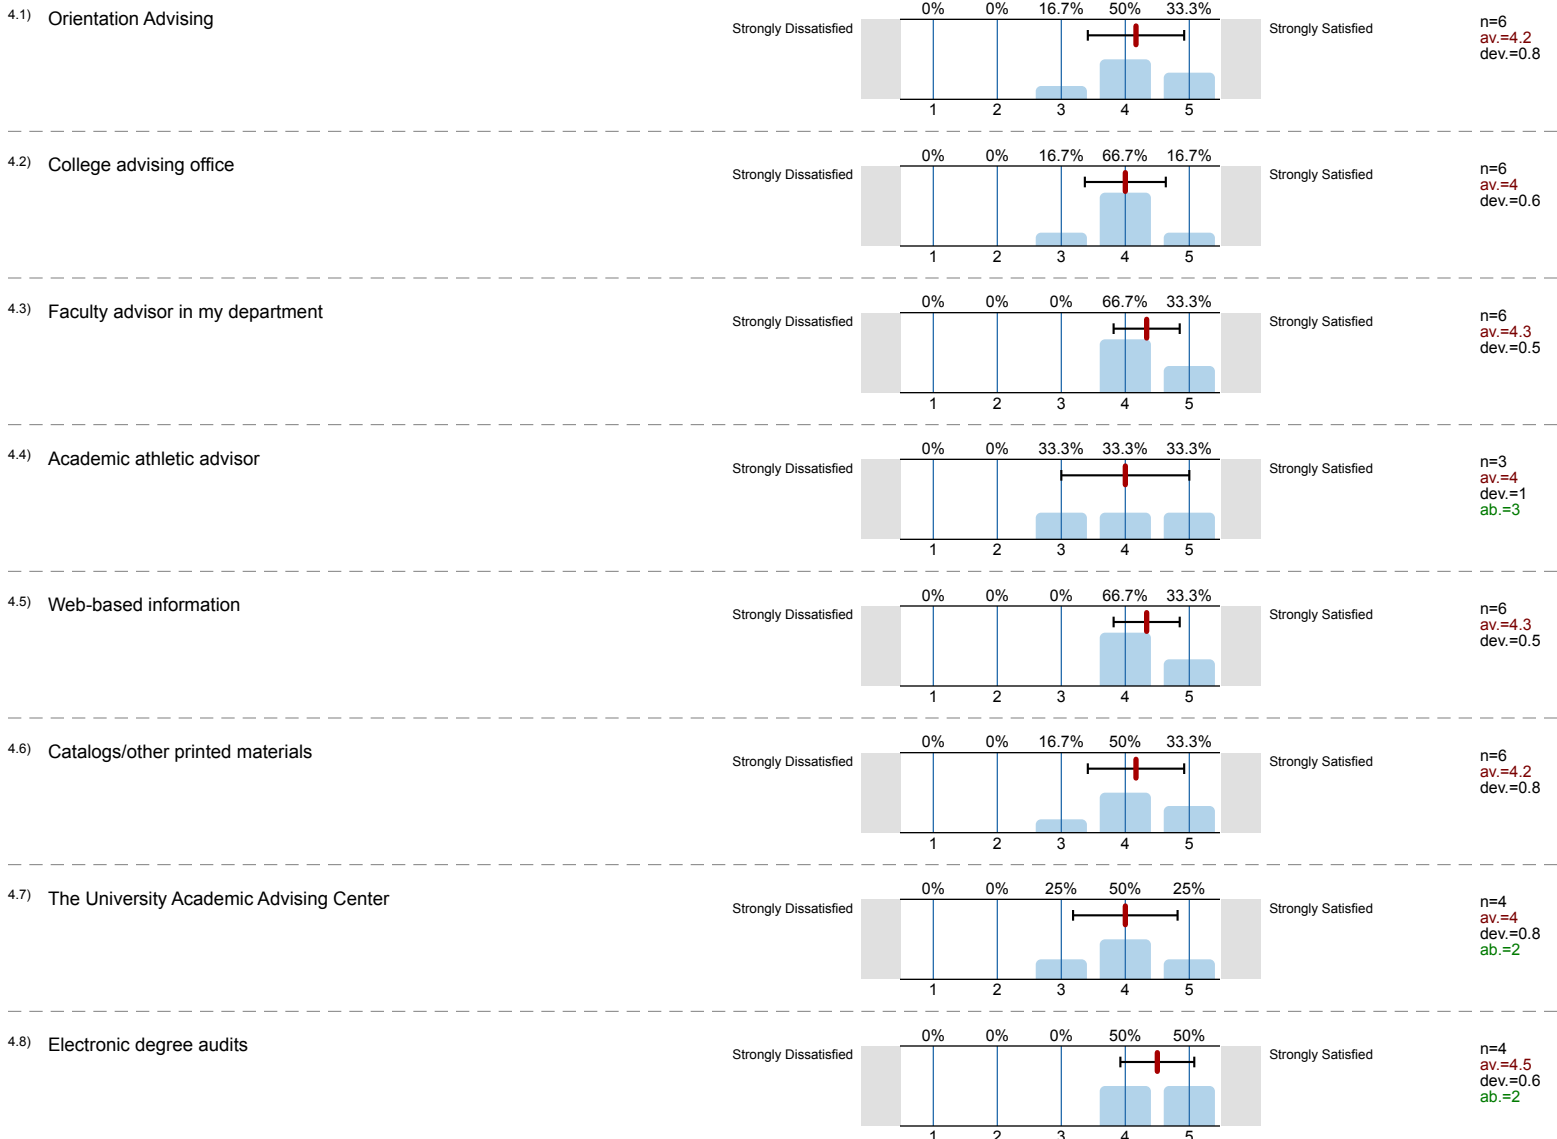 4.1) Orientation Advising
0% 0% 16.7% 50% 33.3%
Strongly Dissatisfied Strongly Satisfied
n=6
av.=4.2
dev.=0.8
1 2 3 4 5
4.2) College advising office
0% 0% 16.7% 66.7% 16.7%
Strongly Dissatisfied Strongly Satisfied
n=6
av.=4
dev.=0.6
1 2 3 4 5
4.3) Faculty advisor in my department
0% 0% 0% 66.7% 33.3%
Strongly Dissatisfied Strongly Satisfied
n=6
av.=4.3
dev.=0.5
1 2 3 4 5
4.4) Academic athletic advisor
0% 0% 33.3% 33.3% 33.3%
Strongly Dissatisfied Strongly Satisfied
n=3
av.=4
dev.=1
ab.=3
1 2 3 4 5
4.5) Web-based information
0% 0% 0% 66.7% 33.3%
Strongly Dissatisfied Strongly Satisfied
n=6
av.=4.3
dev.=0.5
1 2 3 4 5
4.6) Catalogs/other printed materials
0% 0% 16.7% 50% 33.3%
Strongly Dissatisfied Strongly Satisfied
n=6
av.=4.2
dev.=0.8
1 2 3 4 5
4.7) The University Academic Advising Center
0% 0% 25% 50% 25%
Strongly Dissatisfied Strongly Satisfied
n=4
av.=4
dev.=0.8
ab.=2
1 2 3 4 5
4.8) Electronic degree audits
0% 0% 0% 50% 50%
Strongly Dissatisfied Strongly Satisfied
n=4
av.=4.5
dev.=0.6
ab.=2
1 2 3 4 5